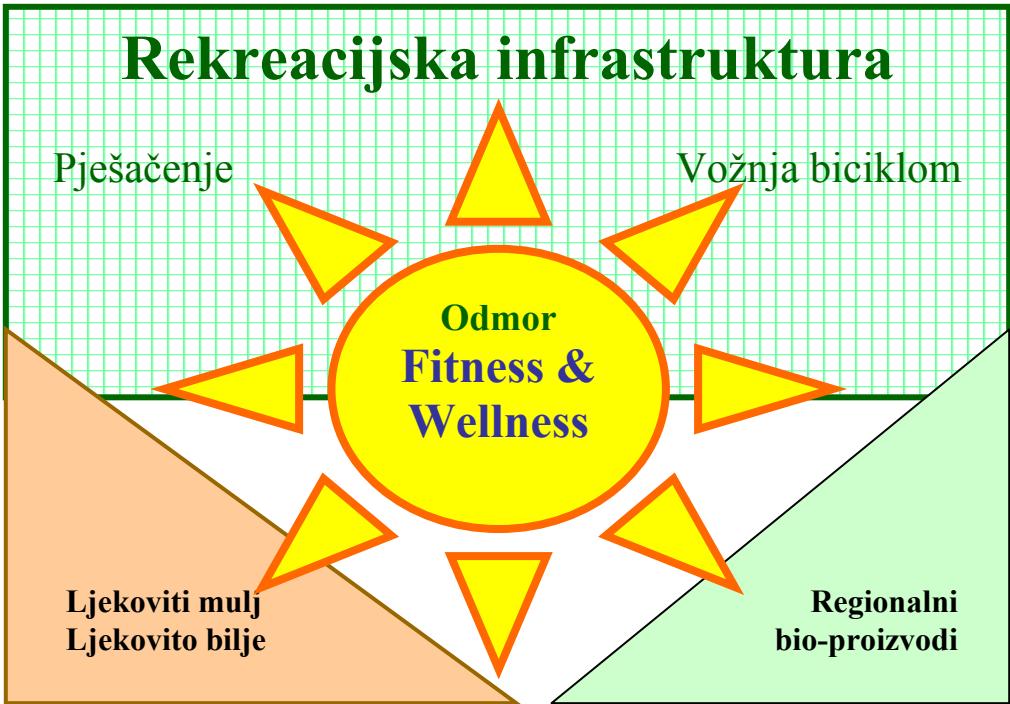 Rekreacijska infrastruktura
Pješačenje
Vožnja biciklom
Odmor
Fitness &
Wellness
Ljekoviti mulj
Ljekovito bilje
Regionalni
bio-proizvodi